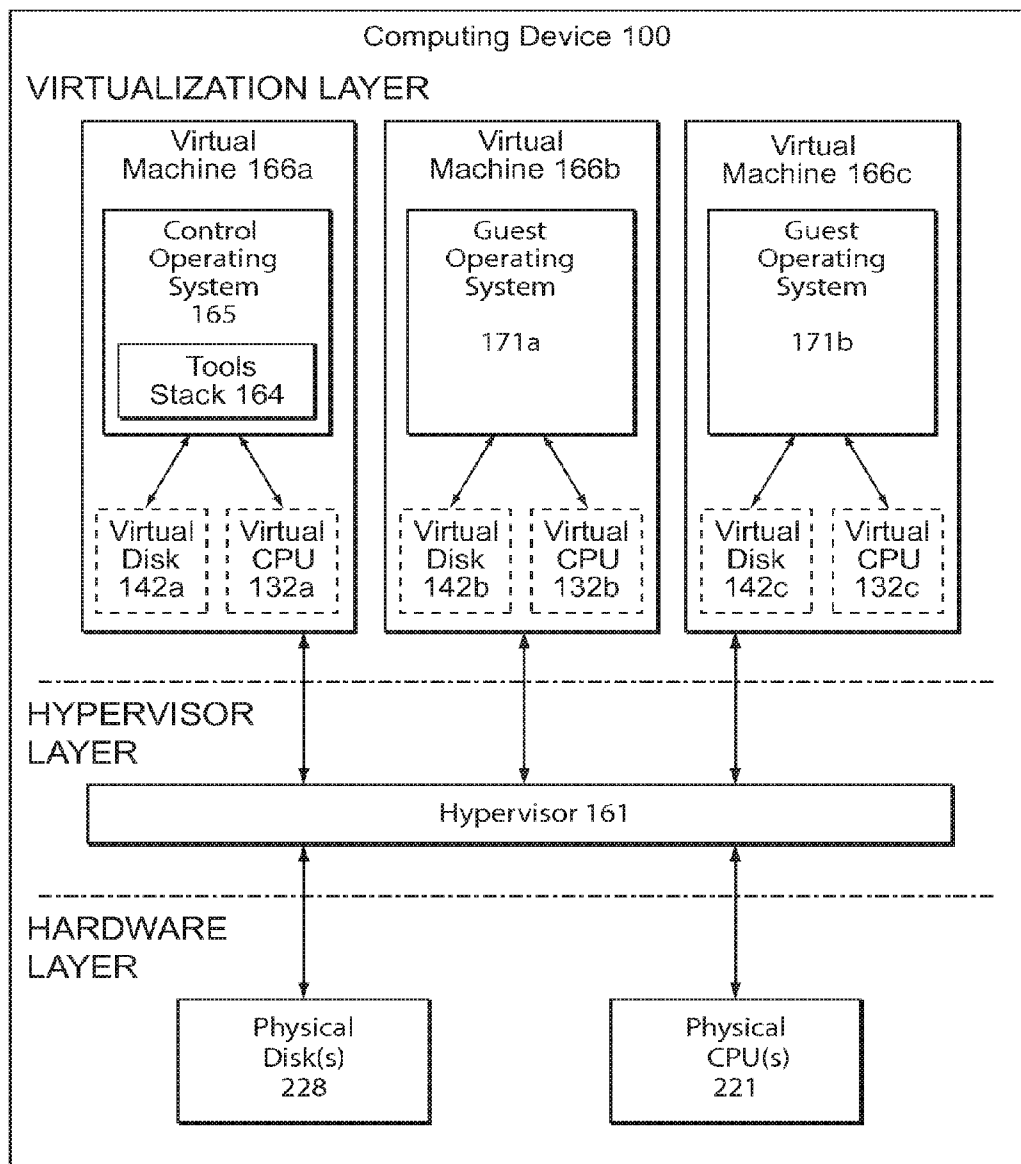 Computing Device 100
VIRTUALIZATION LAYER
Virtual
Machine 166a
Control
Operating
System
165
Tools
Stack 164
Virtual
Disk
142a
Virtual
CPU
132a
Virtual
Machine 166b
Guest
Operating
System
171a
Virtual
Disk
142b
Virtual
CPU
132b
Virtual
Machine 166c
Guest
Operating
System
171b
Virtual
Disk
142c
Virtual
CPU
132c
HYPERVISOR
LAYER
Hypervisor 161
HARDWARE
LAYER
Physical
Disk(s)
228
Physical
CPU(s)
221